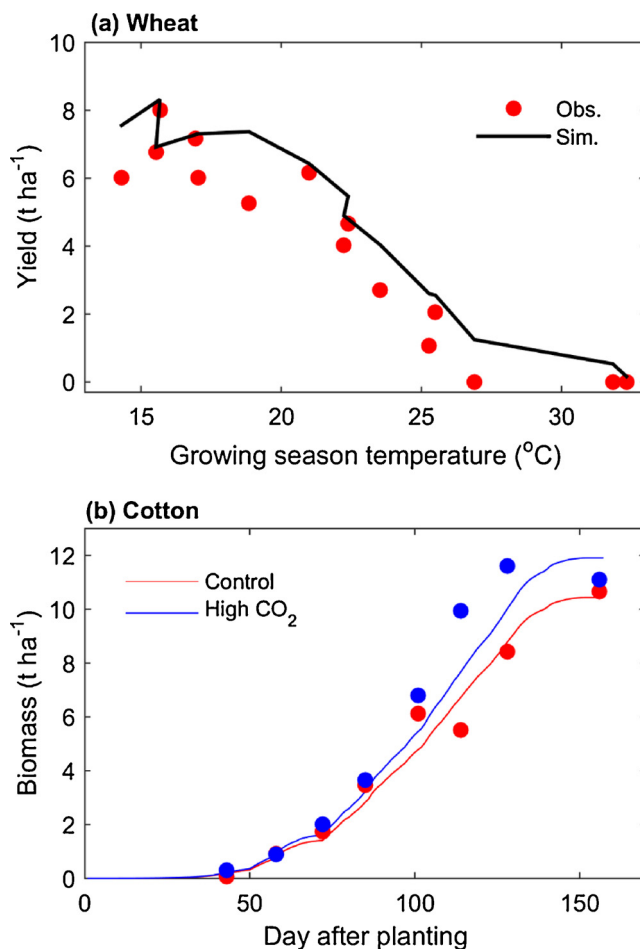 (a) Wheat
10
8
6
4
2
0
Yield (t ha⁻¹)
Obs.
Sim.
15 20 25 30
Growing season temperature (°C)
(b) Cotton
12
10
8
6
4
2
0
Biomass (t ha⁻¹)
Control
High CO₂
0 50 100 150
Day after planting